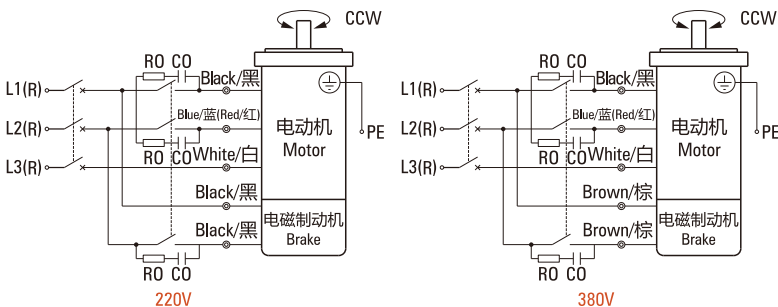 CCW
RO CO
Black/黑
L1(R)
Blue/蓝(Red/红)
电动机
L2(R)
PE
RO CO
White/白
Motor
L3(R)
Black/黑
电磁制动机
Black/黑
Brake
RO CO
220V
CCW
RO CO
Black/黑
L1(R)
Blue/蓝(Red/红)
电动机
L2(R)
PE
RO CO
White/白
Motor
L3(R)
Brown/棕
电磁制动机
Brown/棕
Brake
RO CO
380V